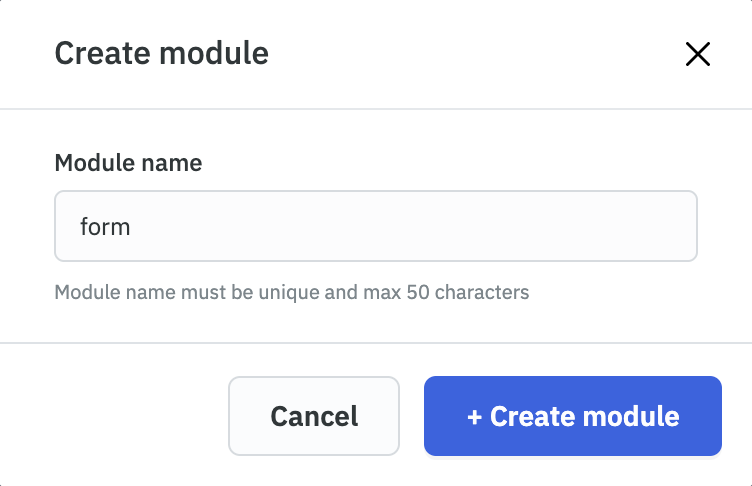 Create module
Module name
form
Module name must be unique and max 50 characters
Cancel
+ Create module